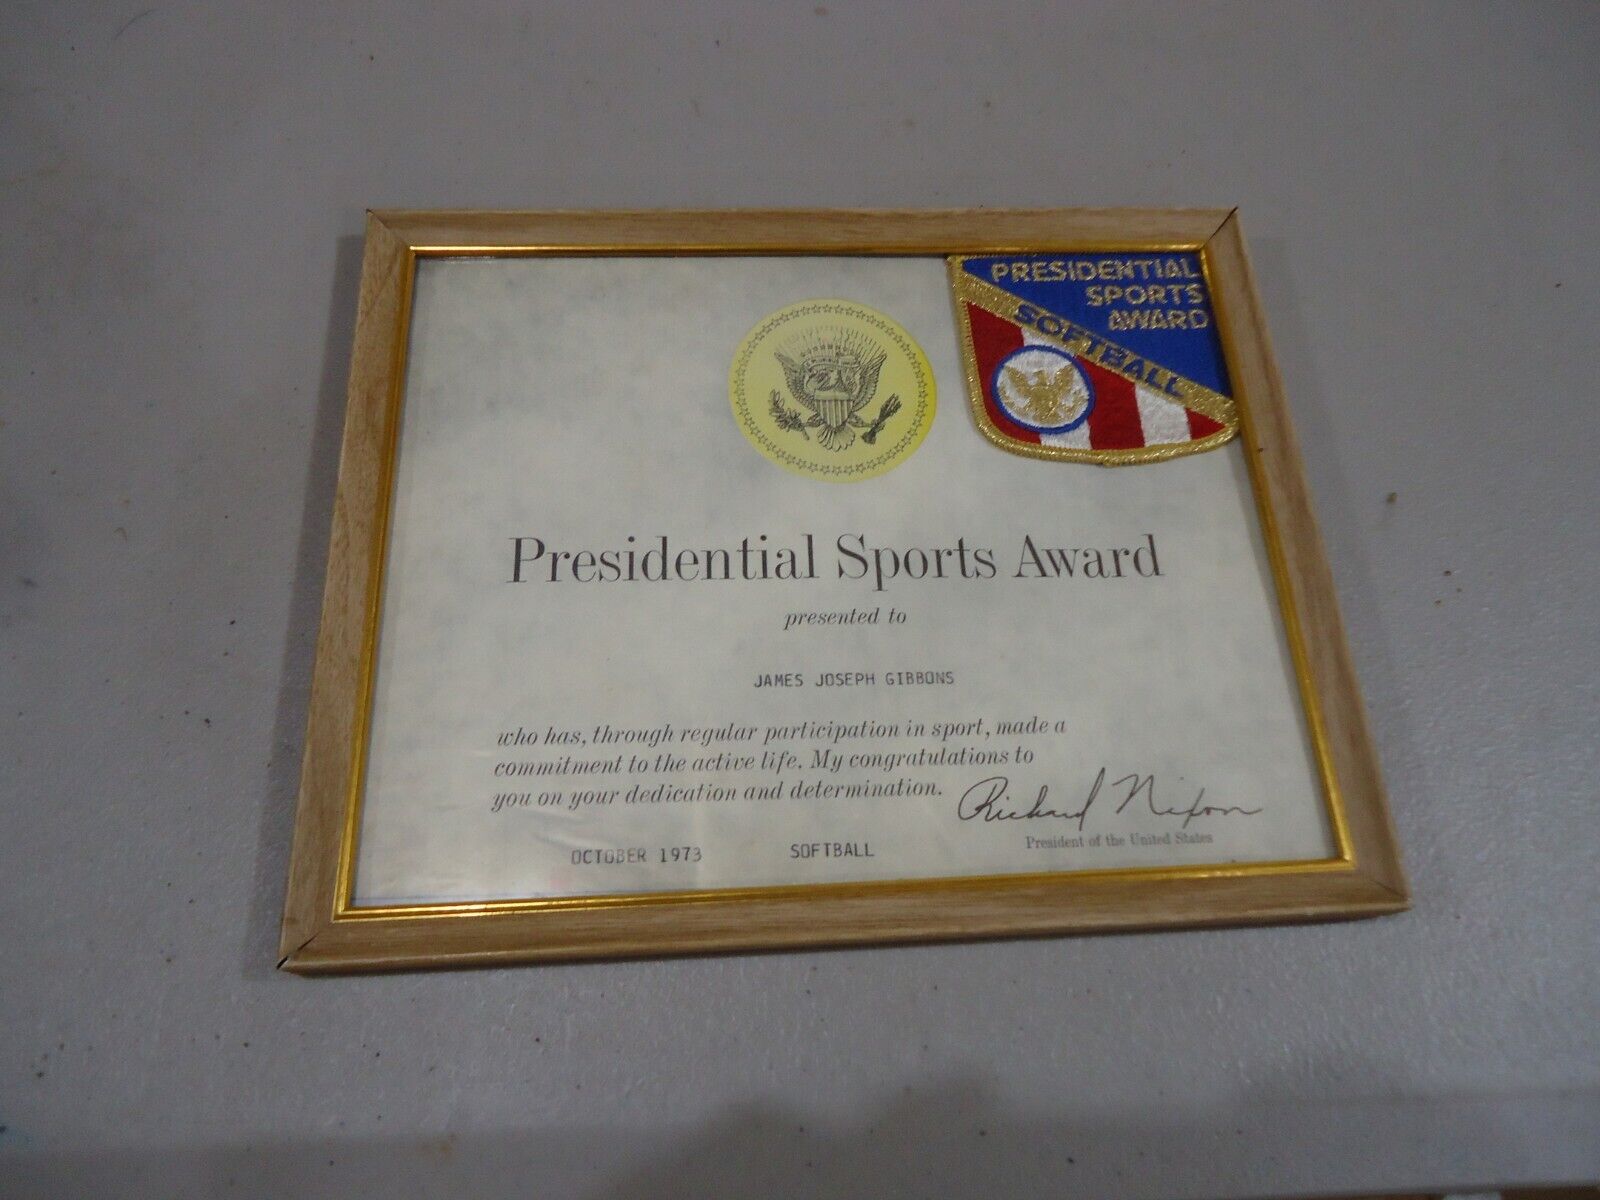 PRESIDENTIAL
SPORTS
AWARD
SOFTBALL
Presidential Sports Award
presented to
JAMES JOSEPH GIBBONS
who has, through regular participation in sport, made a
commitment to the active life. My congratulations to
you on your dedication and determination.
Richard Nixon
President of the United States
OCTOBER 1973 SOFTBALL